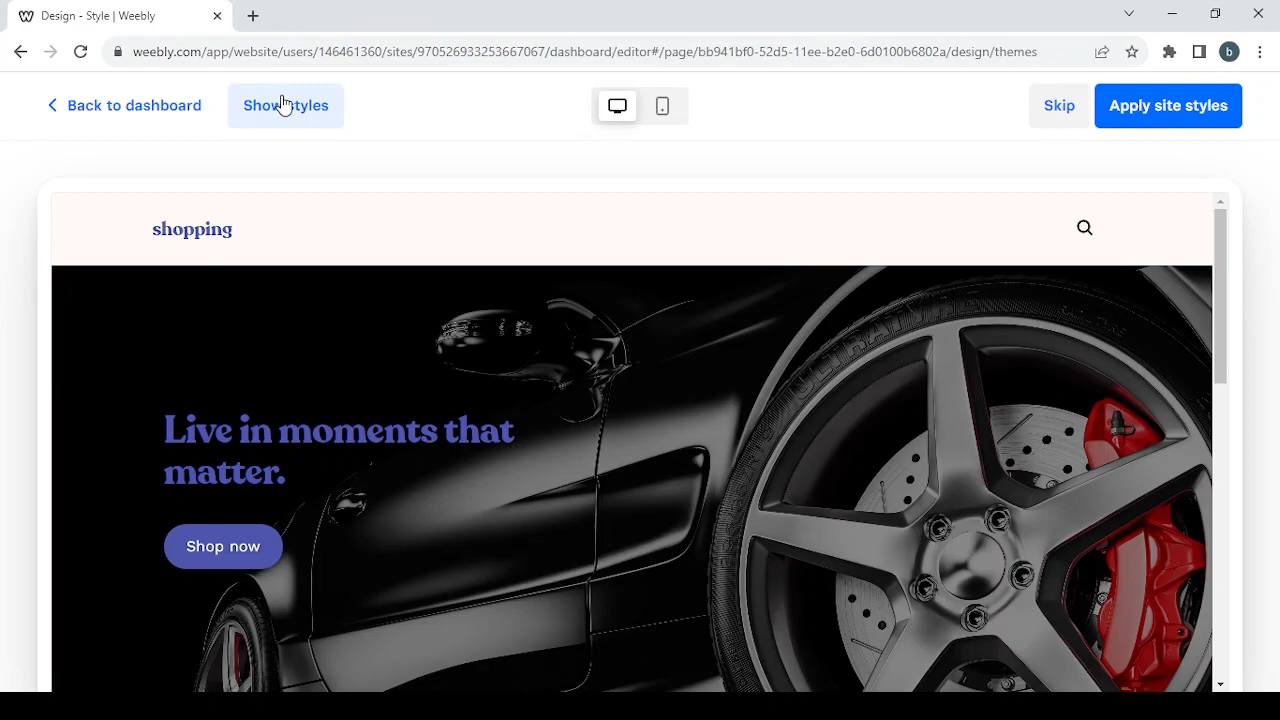 Design - Style | Weebly
weebly.com/app/website/users/146461360/sites/970526933253667067/dashboard/editor#/page/bb941bf0-52d5-11ee-b2e0-6d0100b6802a/design/themes
b
Back to dashboard
Show styles
Skip
Apply site styles
shopping
Live in moments that
matter.
Shop now